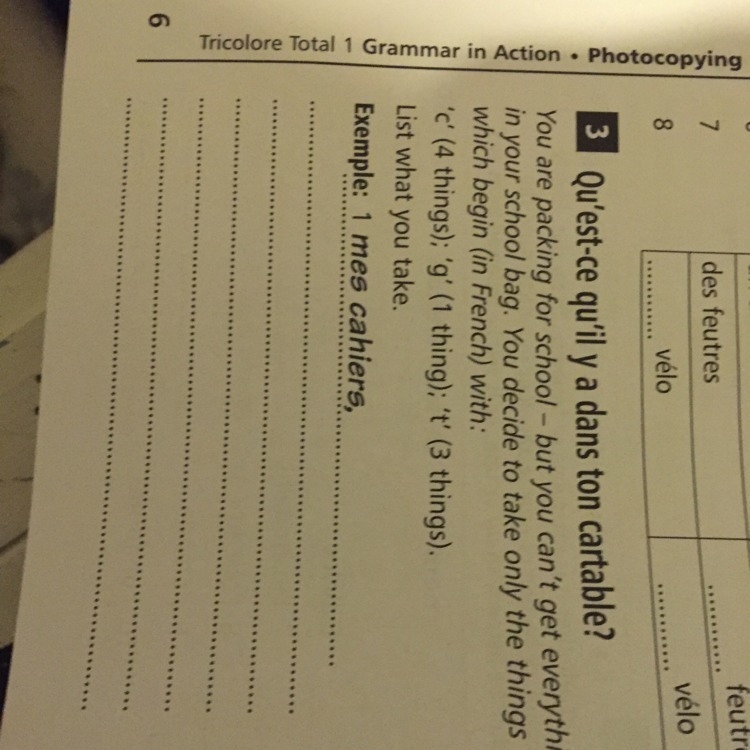 7 des feutres ............ feutr
8 ............ vélo ............ vélo
3 Qu'est-ce qu'il y a dans ton cartable?
You are packing for school – but you can't get everythi
in your school bag. You decide to take only the things
which begin (in French) with:
'c' (4 things); 'g' (1 thing); 't' (3 things).
List what you take.
Exemple: 1 mes cahiers,
6 Tricolore Total 1 Grammar in Action • Photocopying